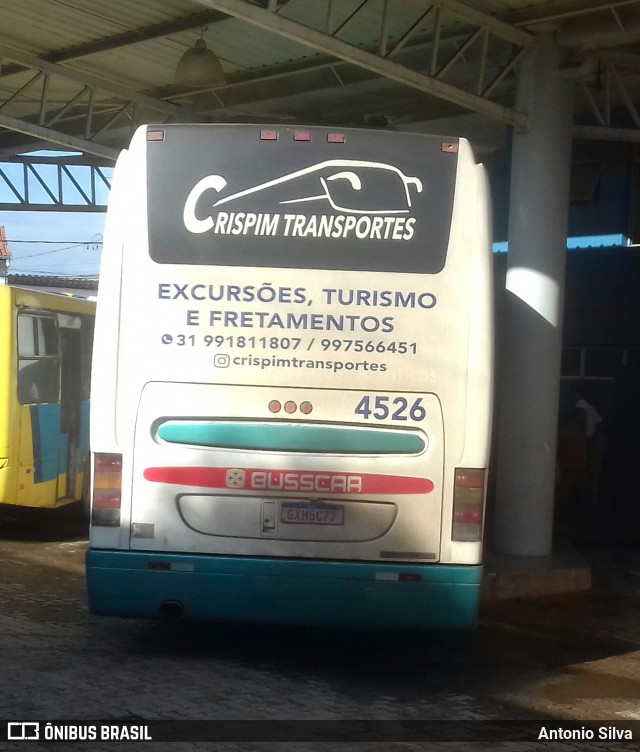 CRISPIM TRANSPORTES
EXCURSÕES, TURISMO
E FRETAMENTOS
31 991811807 / 997566451
crispimtransportes
4526
BUSSCAR
GXH5C77
ÔNIBUS BRASIL
Antonio Silva